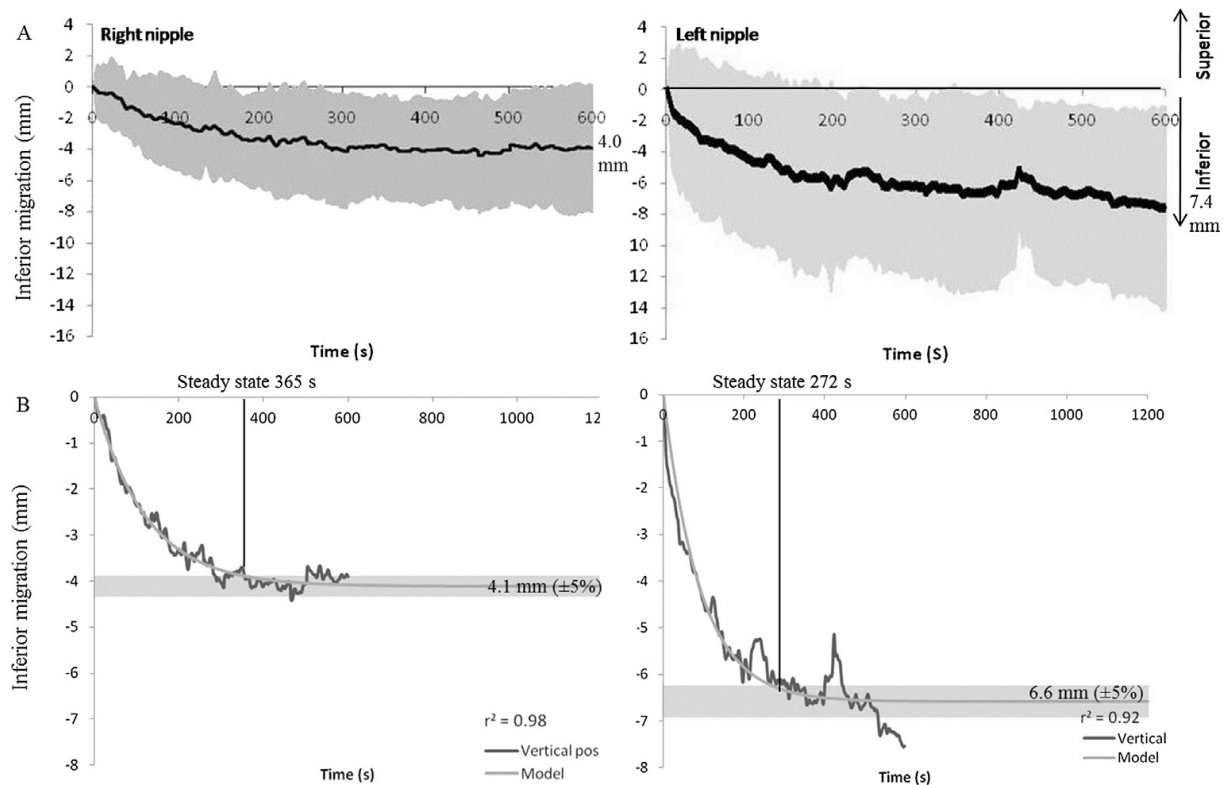 A
Right nipple
Inferior migration (mm)
4
2
0
-2
-4
-6
-8
-10
-12
-14
-16
0 100 200 300 400 500 600
4.0
mm
Time (s)
Left nipple
4
2
0
-2
-4
-6
-8
10
12
14
16
0 100 200 300 400 500 600
Superior
Inferior
7.4
mm
Time (S)
B
Steady state 365 s
Inferior migration (mm)
0
-1
-2
-3
-4
-5
-6
-7
-8
0 200 400 600 800 1000 12
4.1 mm (±5%)
r² = 0.98
Vertical pos
Model
Time (s)
Steady state 272 s
0
-1
-2
-3
-4
-5
-6
-7
-8
0 200 400 600 800 1000 1200
6.6 mm (±5%)
r² = 0.92
Vertical
Model
Time (s)